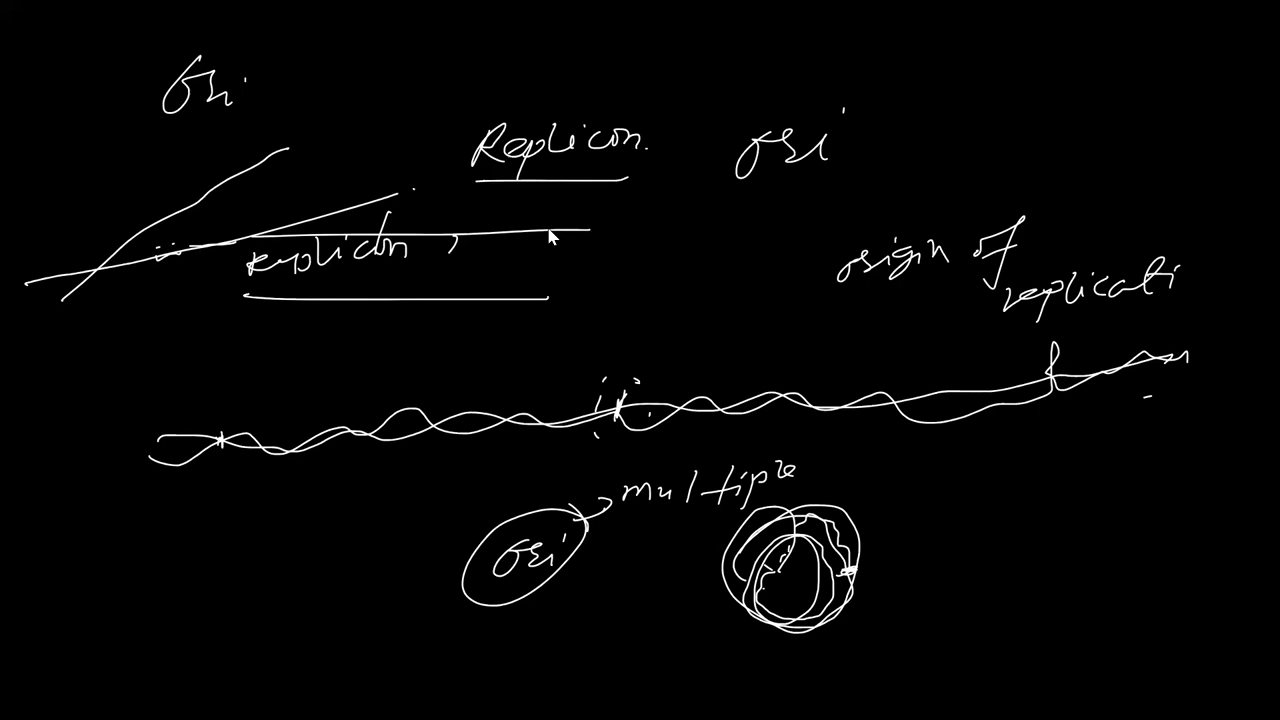 ori
Replicon.
ori
Replicon,
origin of
replicati
multiple
ori